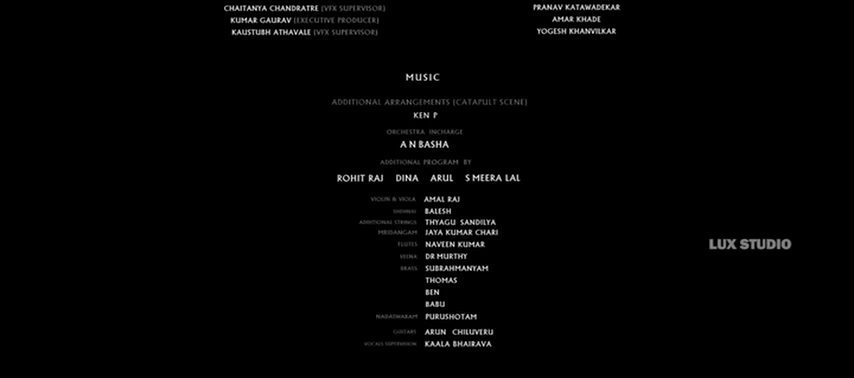 CHAITANYA CHANDRATRE (VFX SUPERVISOR)
KUMAR GAURAV (EXECUTIVE PRODUCER)
KAUSTUBH ATHAVALE (VFX SUPERVISOR)
PRANAV KATAWADEKAR
AMAR KHADE
YOGESH KHANVILKAR
MUSIC
ADDITIONAL ARRANGEMENTS (CATAPULT SCENE)
KEN P
ORCHESTRA INCHARGE
A N BASHA
ADDITIONAL PROGRAM BY
ROHIT RAJ DINA ARUL S MEERA LAL
VIOLIN & VIOLA AMAL RAJ
SHEHNAI BALESH
ADDITIONAL STRINGS THYAGU SANDILYA
MRIDANGAM JAYA KUMAR CHARI
FLUTES NAVEEN KUMAR
VEENA DR MURTHY
BRASS SUBRAHMANYAM
THOMAS
BEN
BABU
NADASWARAM PURUSHOTAM
GUITARS ARUN CHILUVERU
VOCALS SUPERVISION KAALA BHAIRAVA
LUX STUDIO